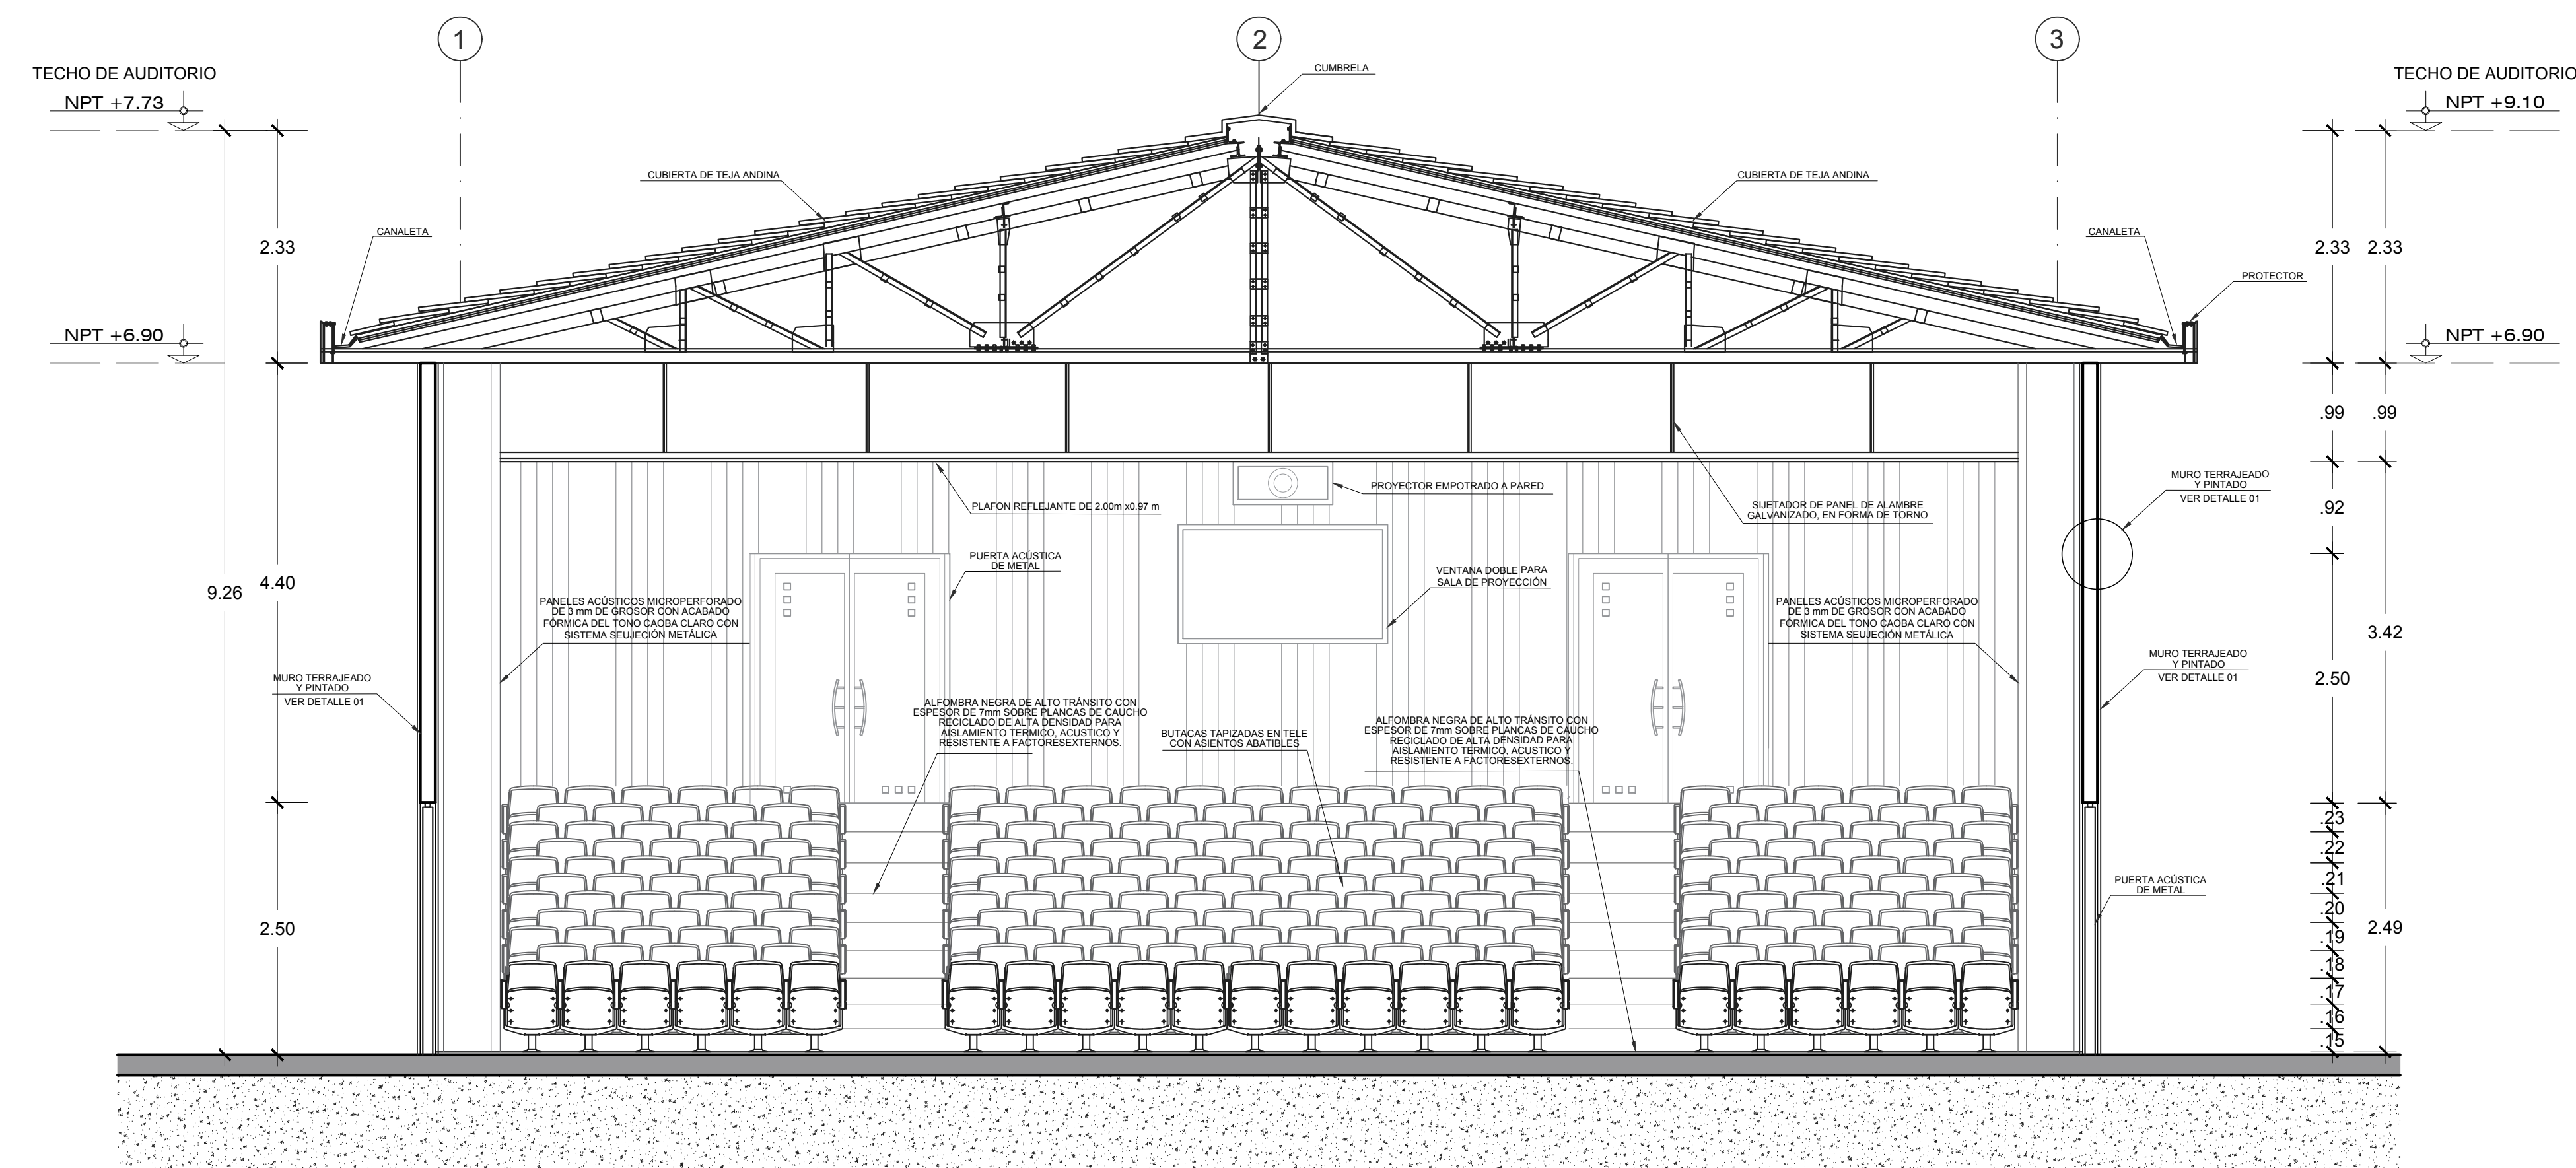 1
2
3
TECHO DE AUDITORIO
NPT +7.73
TECHO DE AUDITORIO
NPT +9.10
CUMBRELA
CUBIERTA DE TEJA ANDINA
CUBIERTA DE TEJA ANDINA
CANALETA
CANALETA
2.33
2.33
2.33
PROTECTOR
NPT +6.90
NPT +6.90
.99
.99
MURO TERRAJEADO
Y PINTADO
VER DETALLE 01
PROYECTOR EMPOTRADO A PARED
PLAFON REFLEJANTE DE 2.00m x0.97 m
SIJETADOR DE PANEL DE ALAMBRE
GALVANIZADO, EN FORMA DE TORNO
.92
PUERTA ACÚSTICA
DE METAL
VENTANA DOBLE PARA
SALA DE PROYECCIÓN
9.26
4.40
PANELES ACÚSTICOS MICROPERFORADO
DE 3 mm DE GROSOR CON ACABADO
FÓRMICA DEL TONO CAOBA CLARO CON
SISTEMA SEUJECIÓN METÁLICA
PANELES ACÚSTICOS MICROPERFORADO
DE 3 mm DE GROSOR CON ACABADO
FÓRMICA DEL TONO CAOBA CLARO CON
SISTEMA SEUJECIÓN METÁLICA
3.42
MURO TERRAJEADO
Y PINTADO
VER DETALLE 01
MURO TERRAJEADO
Y PINTADO
VER DETALLE 01
2.50
ALFOMBRA NEGRA DE ALTO TRÁNSITO CON
ESPESOR DE 7mm SOBRE PLANCAS DE CAUCHO
RECICLADO DE ALTA DENSIDAD PARA
AISLAMIENTO TERMICO, ACUSTICO Y
RESISTENTE A FACTORESEXTERNOS.
BUTACAS TAPIZADAS EN TELE
CON ASIENTOS ABATIBLES
ALFOMBRA NEGRA DE ALTO TRÁNSITO CON
ESPESOR DE 7mm SOBRE PLANCAS DE CAUCHO
RECICLADO DE ALTA DENSIDAD PARA
AISLAMIENTO TERMICO, ACUSTICO Y
RESISTENTE A FACTORESEXTERNOS.
.23
.22
.21
PUERTA ACÚSTICA
DE METAL
.20
2.50
2.49
.19
.18
.17
.16
.15